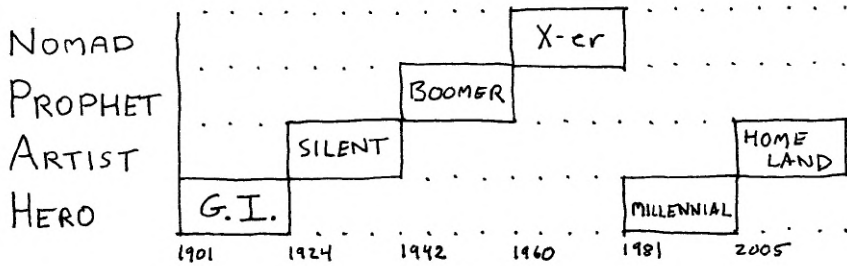 NOMAD
X-er
PROPHET
BOOMER
ARTIST
SILENT
HOME
LAND
HERO
G.I.
MILLENNIAL
1901 1924 1942 1960 1981 2005